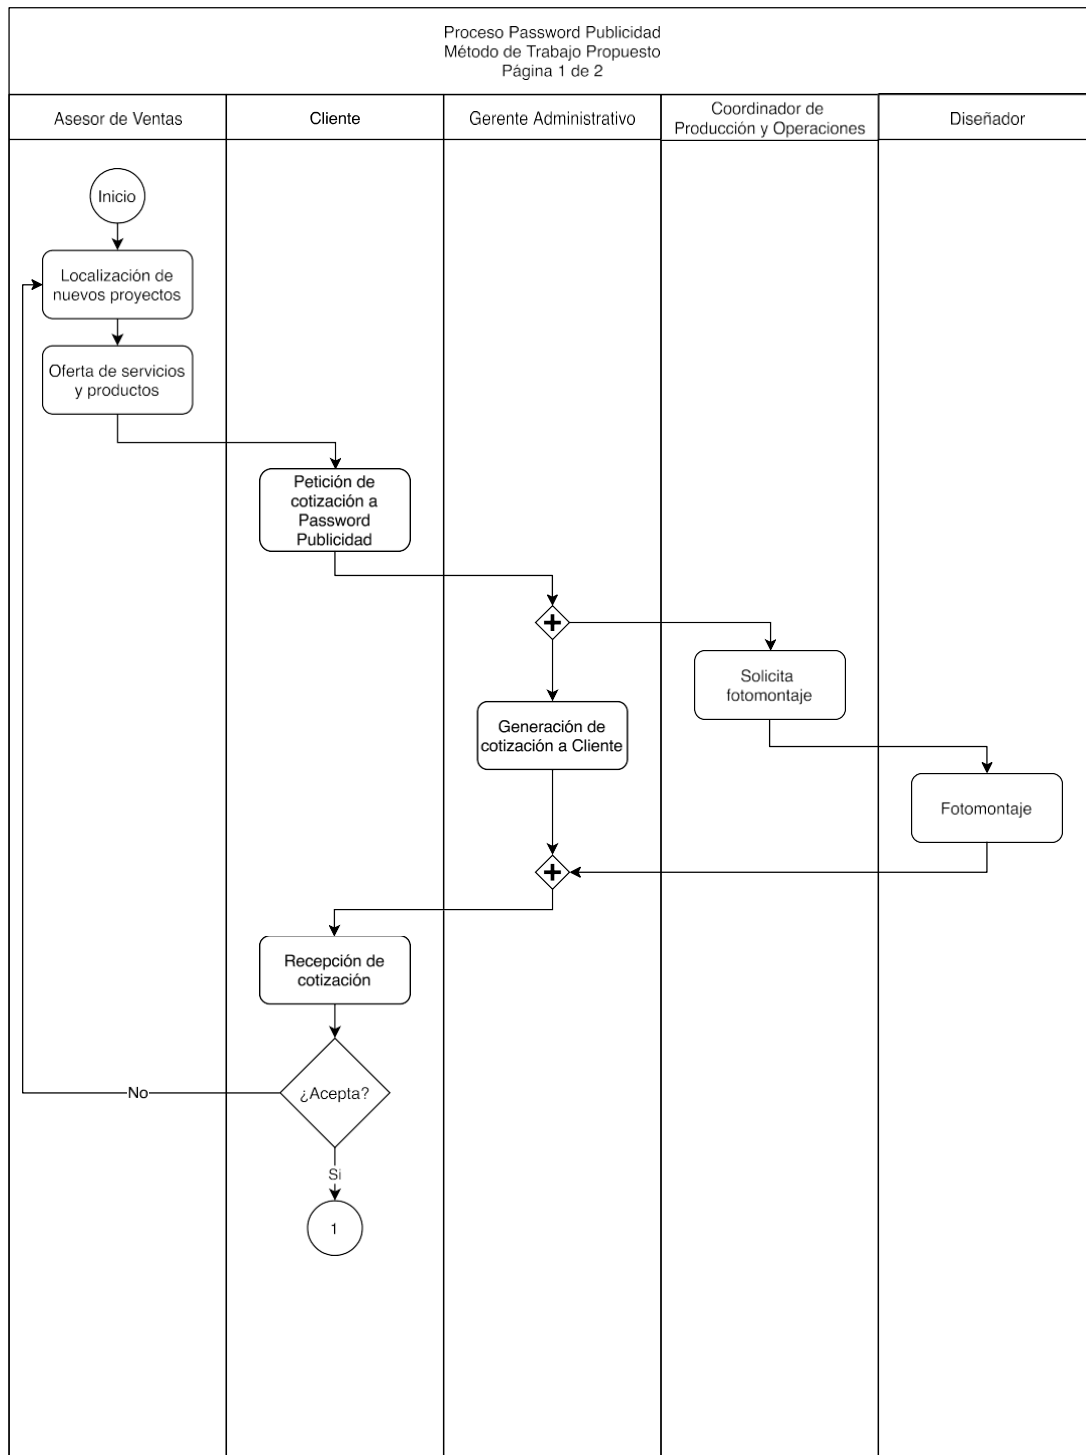 Proceso Password Publicidad
Método de Trabajo Propuesto
Página 1 de 2
Asesor de Ventas
Cliente
Gerente Administrativo
Coordinador de
Producción y Operaciones
Diseñador
Inicio
Localización de
nuevos proyectos
Oferta de servicios
y productos
Petición de
cotización a
Password
Publicidad
Solicita
fotomontaje
Generación de
cotización a Cliente
Fotomontaje
Recepción de
cotización
¿Acepta?
No
Si
1